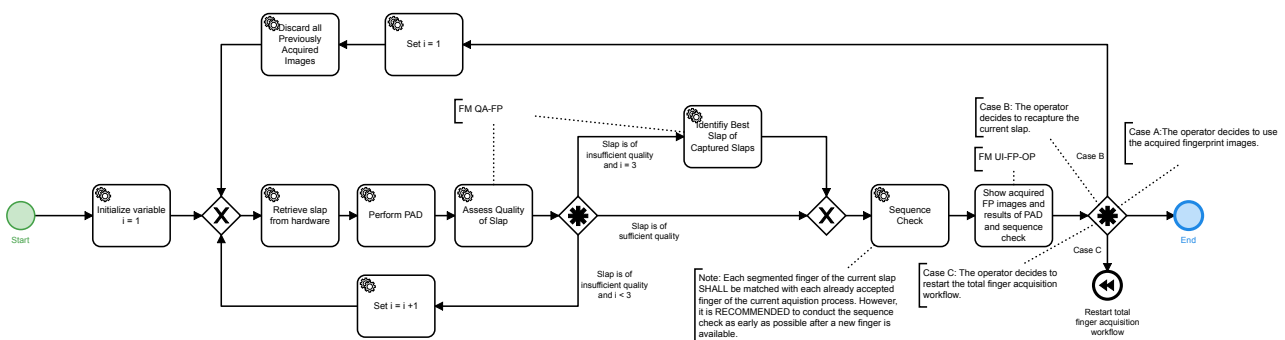 Discard all
Previously
Acquired
Images
Set i = 1
FM QA-FP
Identifiy Best
Slap of
Captured Slaps
Case B: The operator
decides to recapture the
current slap.
Case A:The operator decides to use
the acquired fingerprint images.
Slap is of
insufficient quality
and i = 3
FM UI-FP-OP
Case B
Start
Initialize variable
i = 1
Retrieve slap
from hardware
Perform PAD
Assess Quality
of Slap
Slap is of
sufficient quality
Sequence
Check
Show acquired
FP images and
results of PAD
and sequence
check
End
Slap is of
insufficient quality
and i < 3
Set i = i +1
Note: Each segmented finger of the current slap
SHALL be matched with each already accepted
finger of the current aquistion process. However,
it is RECOMMENDED to conduct the sequence
check as early as possible after a new finger is
available.
Case C: The operator decides to
restart the total finger acquisition
workflow.
Case C
Restart total
finger acquisition
workflow